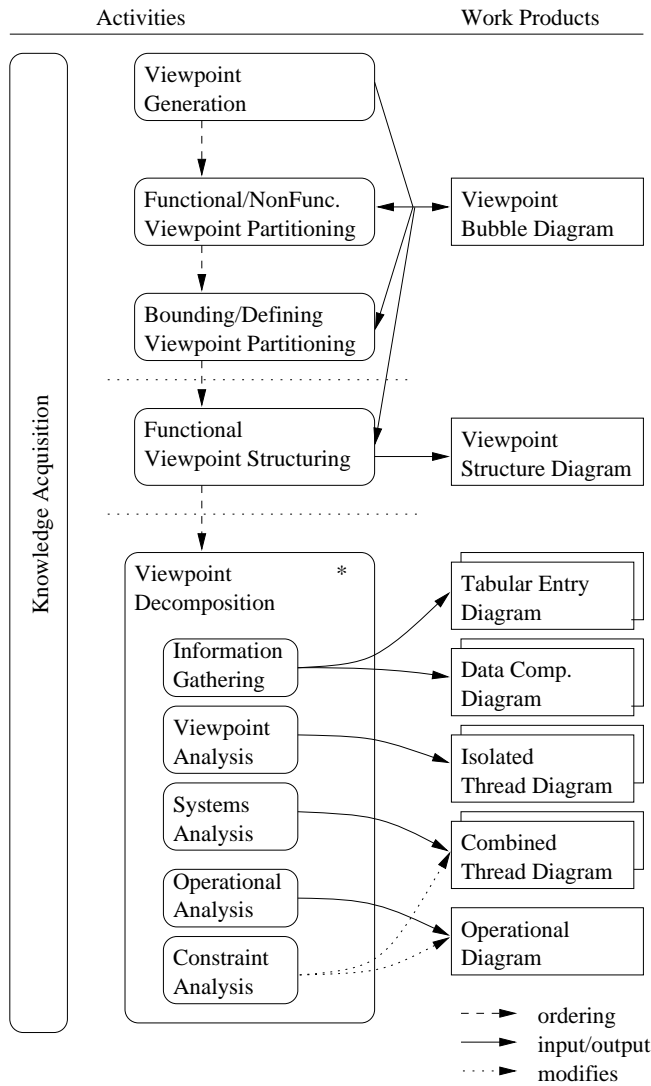 Activities
Work Products
Knowledge Acquisition
Viewpoint
Generation
Functional/NonFunc.
Viewpoint Partitioning
Viewpoint
Bubble Diagram
Bounding/Defining
Viewpoint Partitioning
Functional
Viewpoint Structuring
Viewpoint
Structure Diagram
Viewpoint *
Decomposition
Information
Gathering
Viewpoint
Analysis
Systems
Analysis
Operational
Analysis
Constraint
Analysis
Tabular Entry
Diagram
Data Comp.
Diagram
Isolated
Thread Diagram
Combined
Thread Diagram
Operational
Diagram
ordering
input/output
modifies